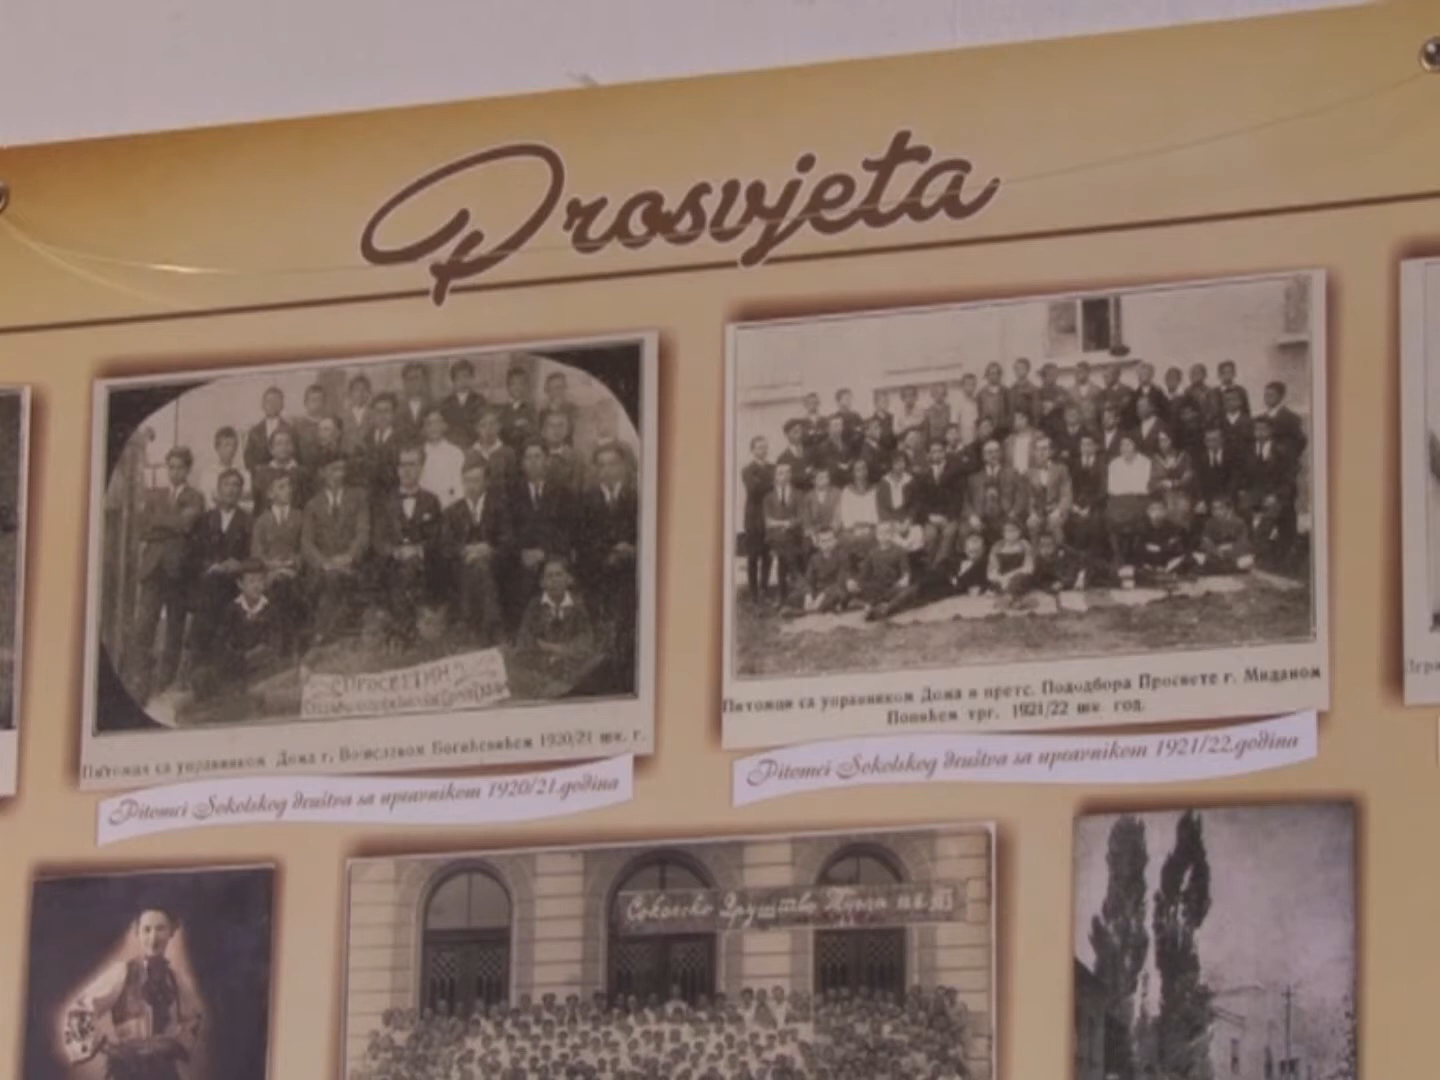 Prosvjeta
Питомци са управником Дома г. Војиславом Богићевићем 1920/21 шк. г.
Pitomci Sokolskog društva sa upravnikom 1920/21.godina
Питомци са управником Дома и претс. Пододбора Просвете г. Миланом
Поповићем трг. 1921/22 шк. год.
Pitomci Sokolskog društva sa upravnikom 1921/22.godina
Соколско Друштво Тузла